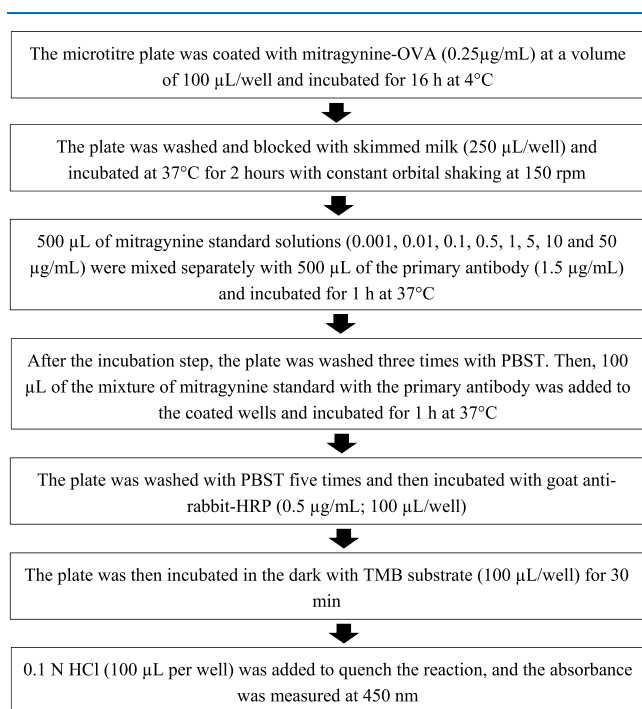 The microtitre plate was coated with mitragynine-OVA (0.25µg/mL) at a volume
of 100 µL/well and incubated for 16 h at 4°C
The plate was washed and blocked with skimmed milk (250 µL/well) and
incubated at 37°C for 2 hours with constant orbital shaking at 150 rpm
500 µL of mitragynine standard solutions (0.001, 0.01, 0.1, 0.5, 1, 5, 10 and 50
µg/mL) were mixed separately with 500 µL of the primary antibody (1.5 µg/mL)
and incubated for 1 h at 37°C
After the incubation step, the plate was washed three times with PBST. Then, 100
µL of the mixture of mitragynine standard with the primary antibody was added to
the coated wells and incubated for 1 h at 37°C
The plate was washed with PBST five times and then incubated with goat anti-
rabbit-HRP (0.5 µg/mL; 100 µL/well)
The plate was then incubated in the dark with TMB substrate (100 µL/well) for 30
min
0.1 N HCl (100 µL per well) was added to quench the reaction, and the absorbance
was measured at 450 nm